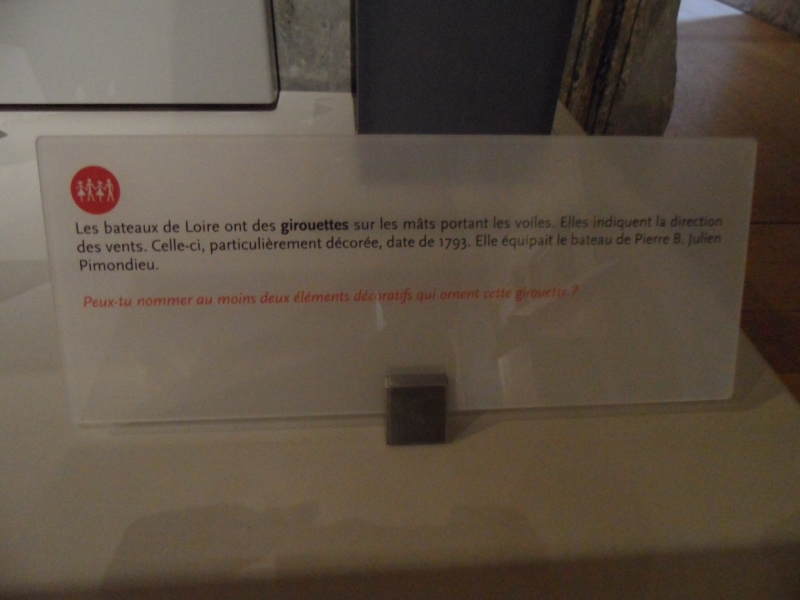 Les bateaux de Loire ont des girouettes sur les mâts portant les voiles. Elles indiquent la direction
des vents. Celle-ci, particulièrement décorée, date de 1793. Elle équipait le bateau de Pierre B. Julien
Pimondieu.
Peux-tu nommer au moins deux éléments décoratifs qui ornent cette girouette ?